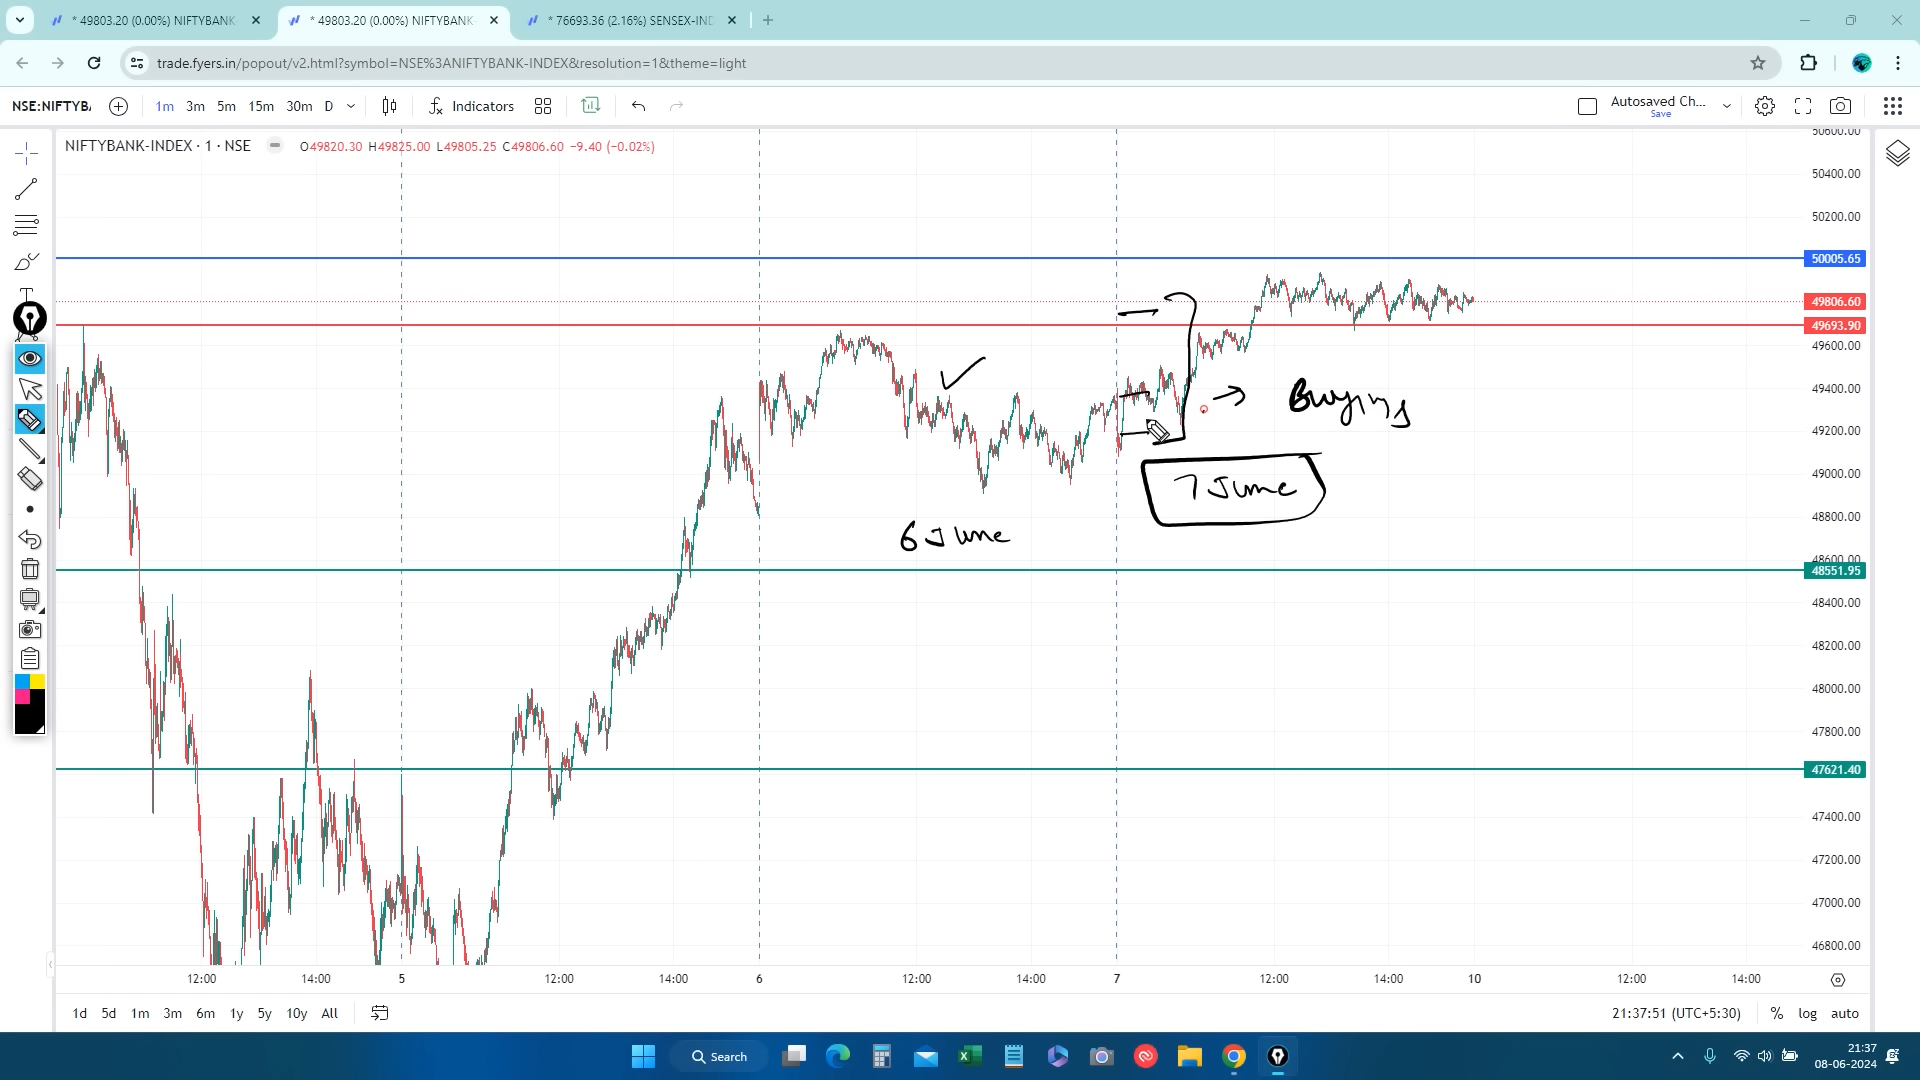 * 49803.20 (0.00%) NIFTYBANK-
* 49803.20 (0.00%) NIFTYBANK-
* 76693.36 (2.16%) SENSEX-IND
trade.fyers.in/popout/v2.html?symbol=NSE%3ANIFTYBANK-INDEX&resolution=1&theme=light
NSE:NIFTYB
1m 3m 5m 15m 30m D
Indicators
Autosaved Ch...
Save
NIFTYBANK-INDEX · 1 · NSE
O49820.30 H49825.00 L49805.25 C49806.60 −9.40 (−0.02%)
50600.00
50400.00
50200.00
50005.65
49806.60
49693.90
49600.00
49400.00
49200.00
49000.00
48800.00
48600.00
48551.95
48400.00
48200.00
48000.00
47800.00
47621.40
47400.00
47200.00
47000.00
46800.00
Buying
7 June
6 June
12:00 14:00 5 12:00 14:00 6 12:00 14:00 7 12:00 14:00 10 12:00 14:00
1d 5d 1m 3m 6m 1y 5y 10y All
21:37:51 (UTC+5:30) % log auto
Search
21:37
08-06-2024